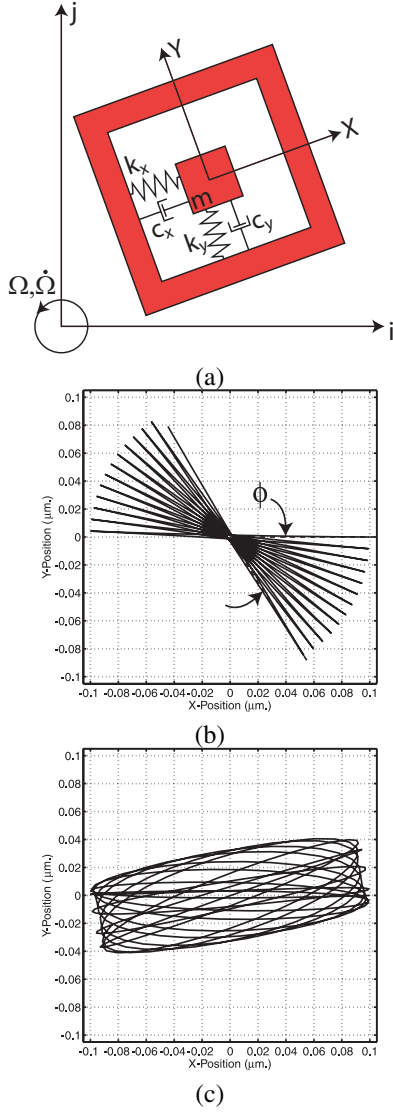 j
Y
X
kx
m
cx
ky
cy
Ω,Ω̇
i
(a)
0.1
0.08
0.06
0.04
0.02
0
-0.02
-0.04
-0.06
-0.08
-0.1
Y-Position (μm.)
ϕ
-0.1 -0.08 -0.06 -0.04 -0.02 0 0.02 0.04 0.06 0.08 0.1
X-Position (μm.)
(b)
0.1
0.08
0.06
0.04
0.02
0
-0.02
-0.04
-0.06
-0.08
-0.1
Y-Position (μm.)
-0.1 -0.08 -0.06 -0.04 -0.02 0 0.02 0.04 0.06 0.08 0.1
X-Position (μm.)
(c)